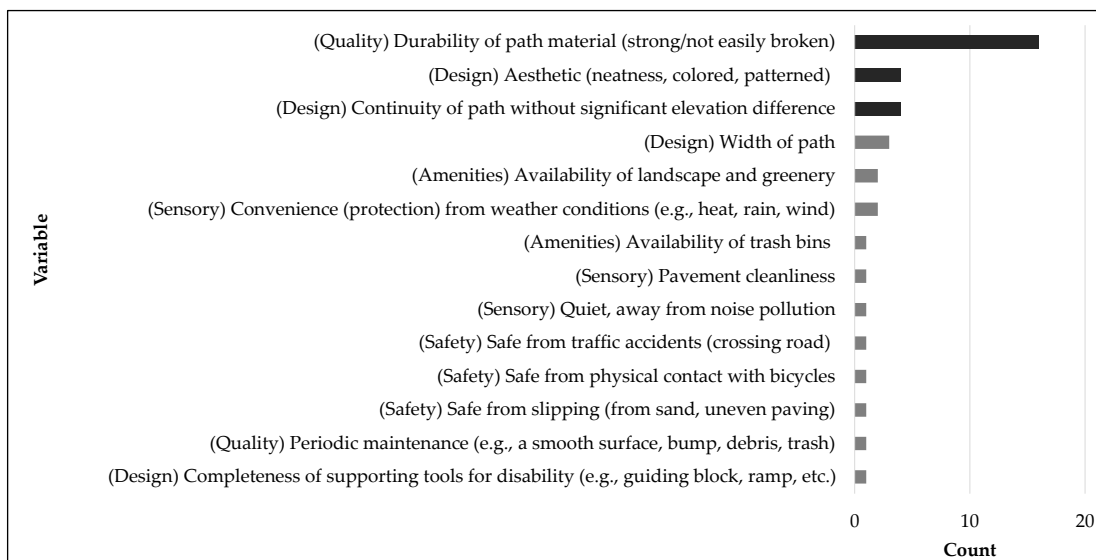 (Quality) Durability of path material (strong/not easily broken)
(Design) Aesthetic (neatness, colored, patterned)
(Design) Continuity of path without significant elevation difference
(Design) Width of path
(Amenities) Availability of landscape and greenery
(Sensory) Convenience (protection) from weather conditions (e.g., heat, rain, wind)
(Amenities) Availability of trash bins
(Sensory) Pavement cleanliness
(Sensory) Quiet, away from noise pollution
(Safety) Safe from traffic accidents (crossing road)
(Safety) Safe from physical contact with bicycles
(Safety) Safe from slipping (from sand, uneven paving)
(Quality) Periodic maintenance (e.g., a smooth surface, bump, debris, trash)
(Design) Completeness of supporting tools for disability (e.g., guiding block, ramp, etc.)
Variable
0 10 20
Count